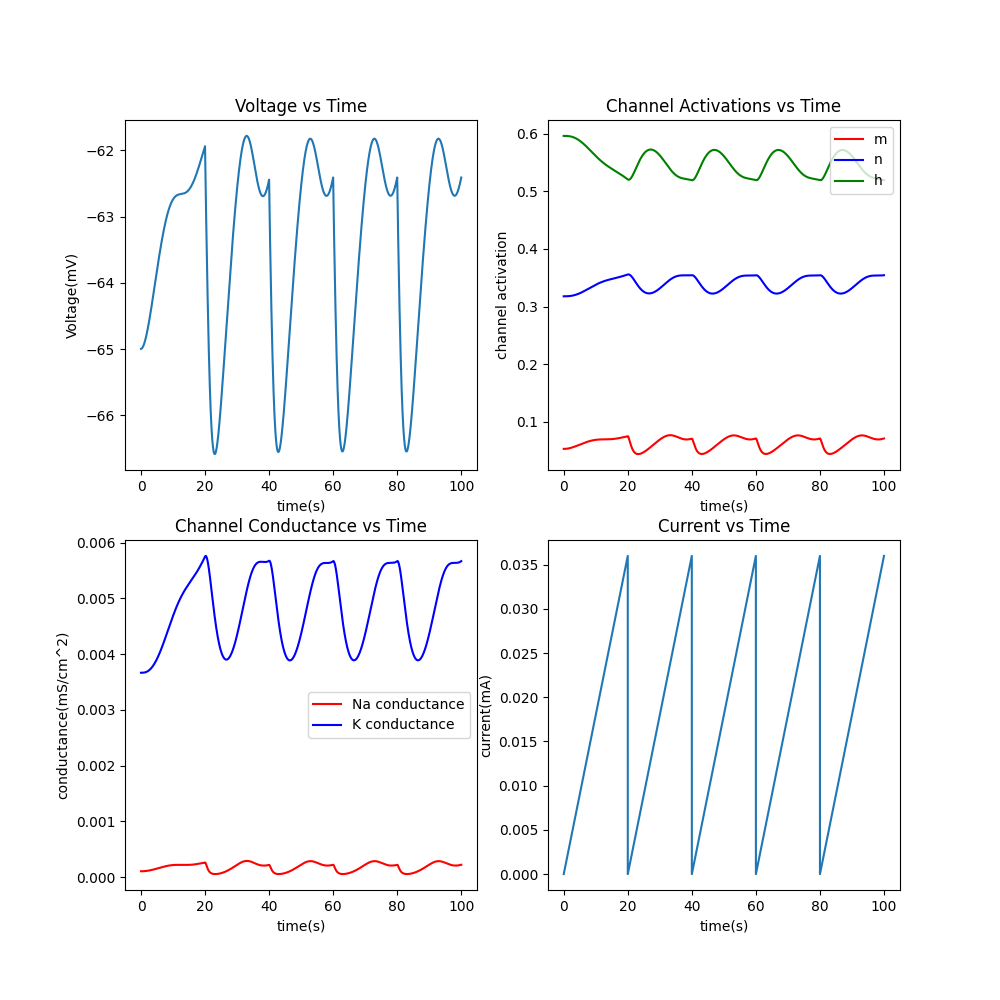 Voltage vs Time
Voltage(mV)
−62
−63
−64
−65
−66
0 20 40 60 80 100
time(s)
Channel Activations vs Time
channel activation
0.6
0.5
0.4
0.3
0.2
0.1
m
n
h
0 20 40 60 80 100
time(s)
Channel Conductance vs Time
conductance(mS/cm^2)
0.006
0.005
0.004
0.003
0.002
0.001
0.000
Na conductance
K conductance
0 20 40 60 80 100
time(s)
Current vs Time
current(mA)
0.035
0.030
0.025
0.020
0.015
0.010
0.005
0.000
0 20 40 60 80 100
time(s)